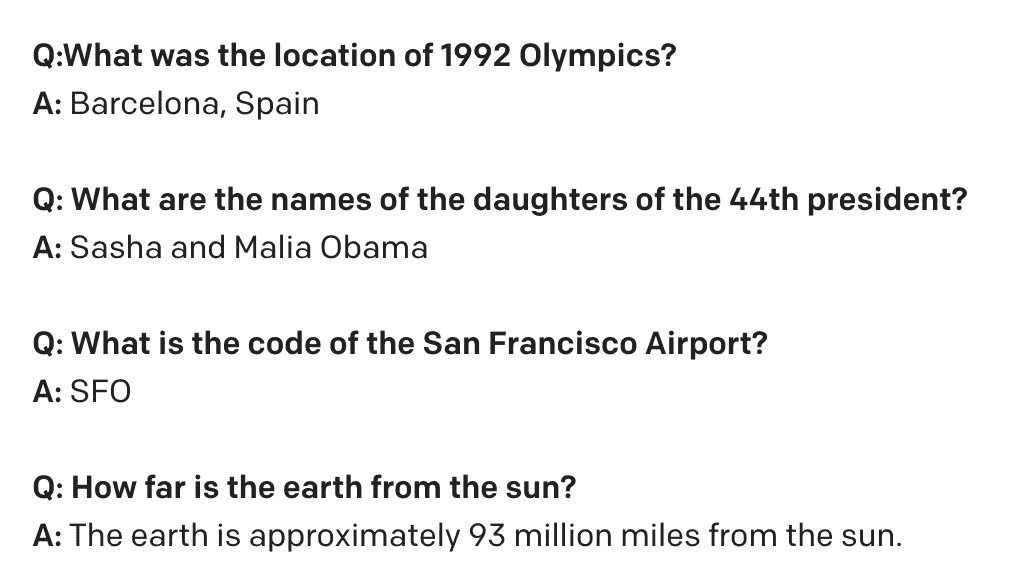 Q:What was the location of 1992 Olympics?
A: Barcelona, Spain
Q: What are the names of the daughters of the 44th president?
A: Sasha and Malia Obama
Q: What is the code of the San Francisco Airport?
A: SFO
Q: How far is the earth from the sun?
A: The earth is approximately 93 million miles from the sun.